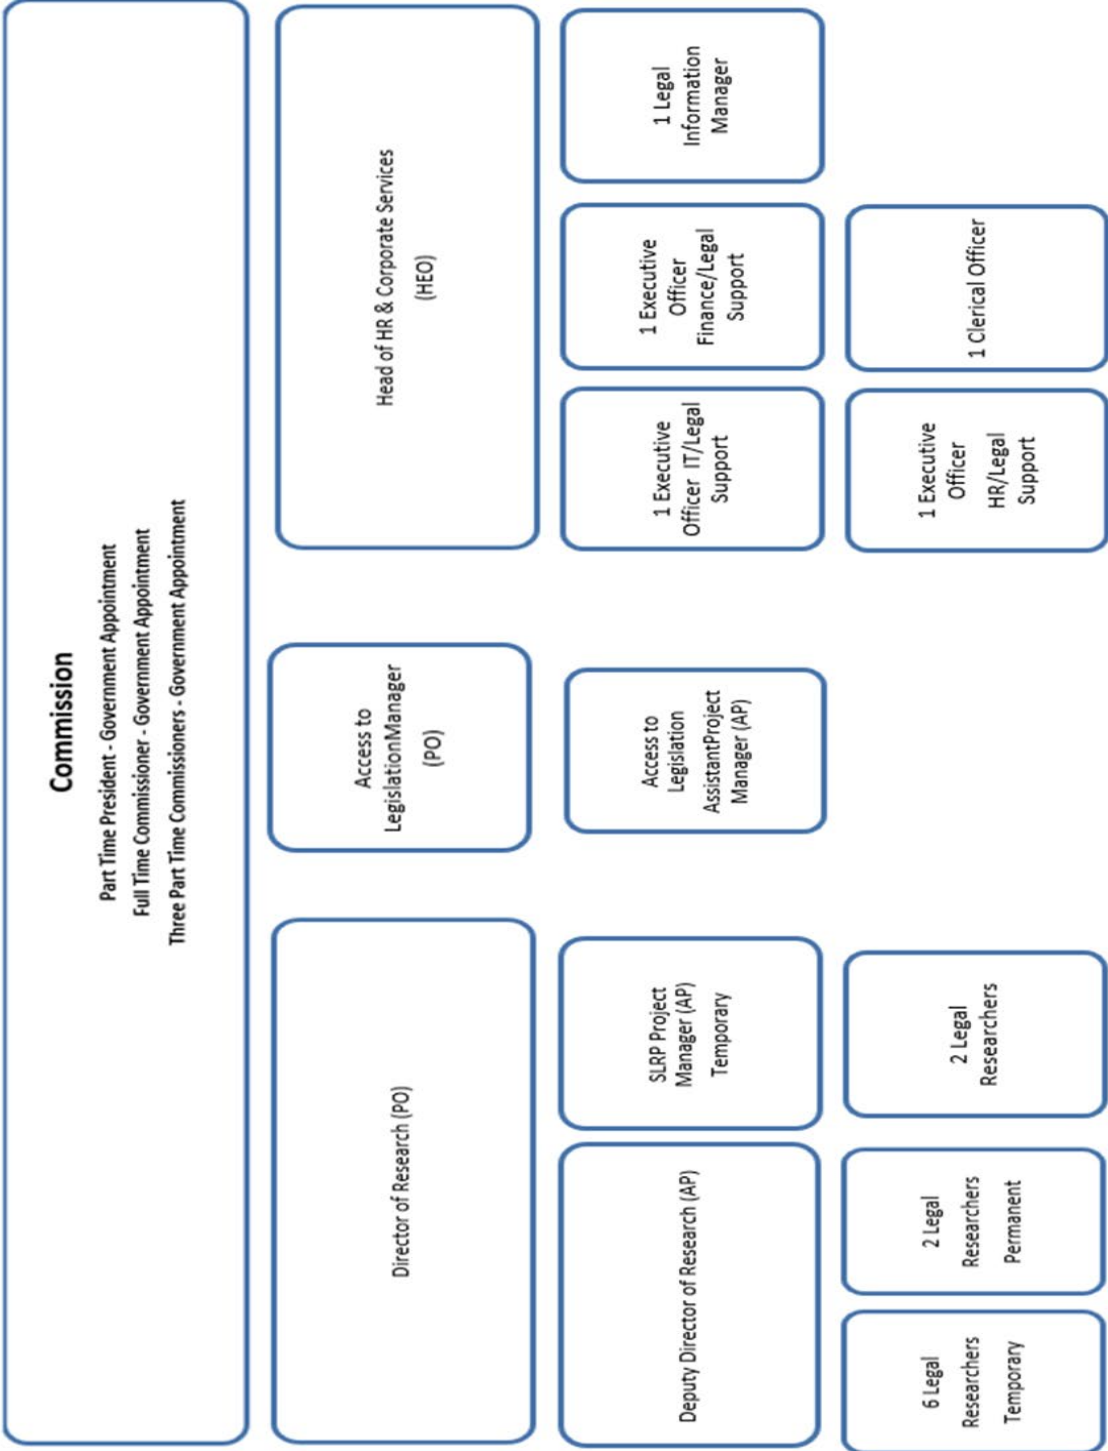 Commission
Part Time President - Government Appointment
Full Time Commissioner - Government Appointment
Three Part Time Commissioners - Government Appointment
Director of Research (PO)
Access to
LegislationManager
(PO)
Head of HR & Corporate Services
(HEO)
Deputy Director of Research (AP)
SLRP Project
Manager (AP)
Temporary
Access to
Legislation
AssistantProject
Manager (AP)
1 Executive
Officer IT/Legal
Support
1 Executive
Officer
Finance/Legal
Support
1 Legal
Information
Manager
6 Legal
Researchers
Temporary
2 Legal
Researchers
Permanent
2 Legal
Researchers
1 Executive
Officer
HR/Legal
Support
1 Clerical Officer